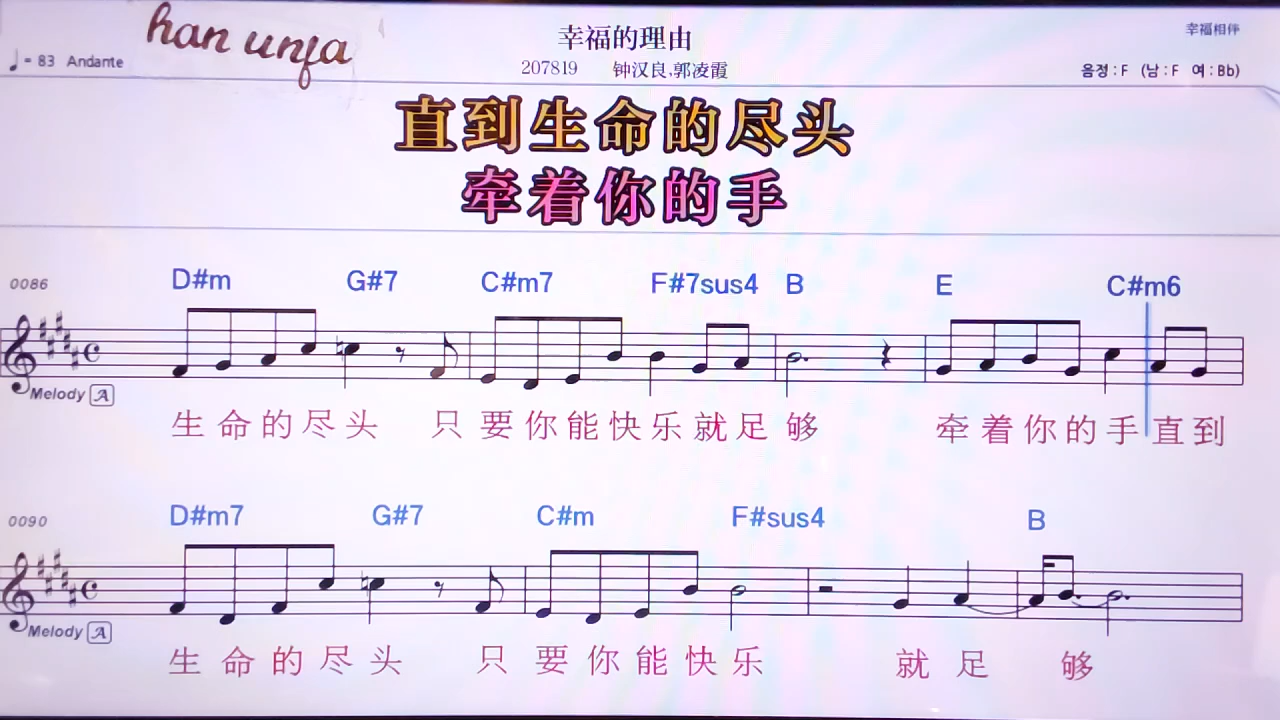 han unja
幸福的理由
幸福相伴
♩= 83 Andante
207819 钟汉良,郭凌霞
음정 : F (남 : F 여 : Bb)
直到生命的尽头
牵着你的手
0086
D#m G#7 C#m7 F#7sus4 B E C#m6
Melody A
生命的尽头 只要你能快乐就足够 牵着你的手直到
0090
D#m7 G#7 C#m F#sus4 B
Melody A
生命的尽头 只要你能快乐 就足够